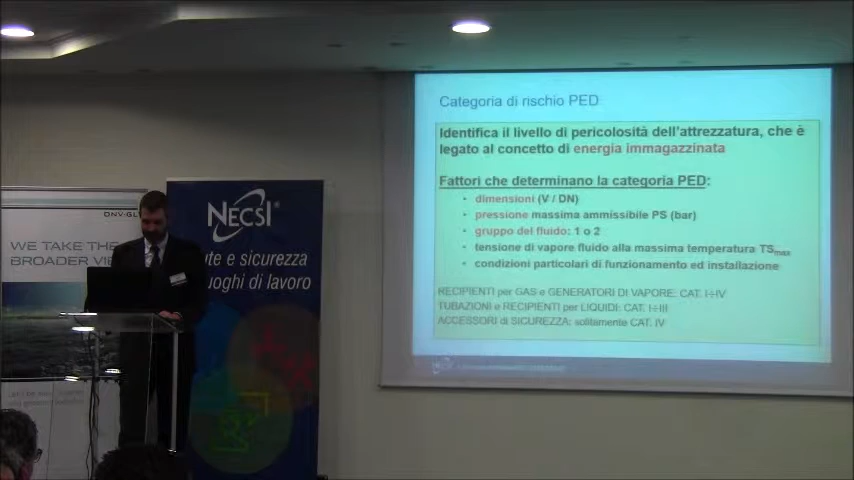 Categoria di rischio PED
Identifica il livello di pericolosità dell'attrezzatura, che è
legato al concetto di energia immagazzinata
Fattori che determinano la categoria PED:
• dimensioni (V / DN)
• pressione massima ammissibile PS (bar)
• gruppo del fluido: 1 o 2
• tensione di vapore fluido alla massima temperatura TSmax
• condizioni particolari di funzionamento ed installazione
RECIPIENTI per GAS e GENERATORI DI VAPORE: CAT. I÷IV
TUBAZIONI e RECIPIENTI per LIQUIDI: CAT. I÷III
ACCESSORI di SICUREZZA: solitamente CAT. IV
DNV·GL
WE TAKE THE
BROADER VIE
NECSI®
ute e sicurezza
uoghi di lavoro